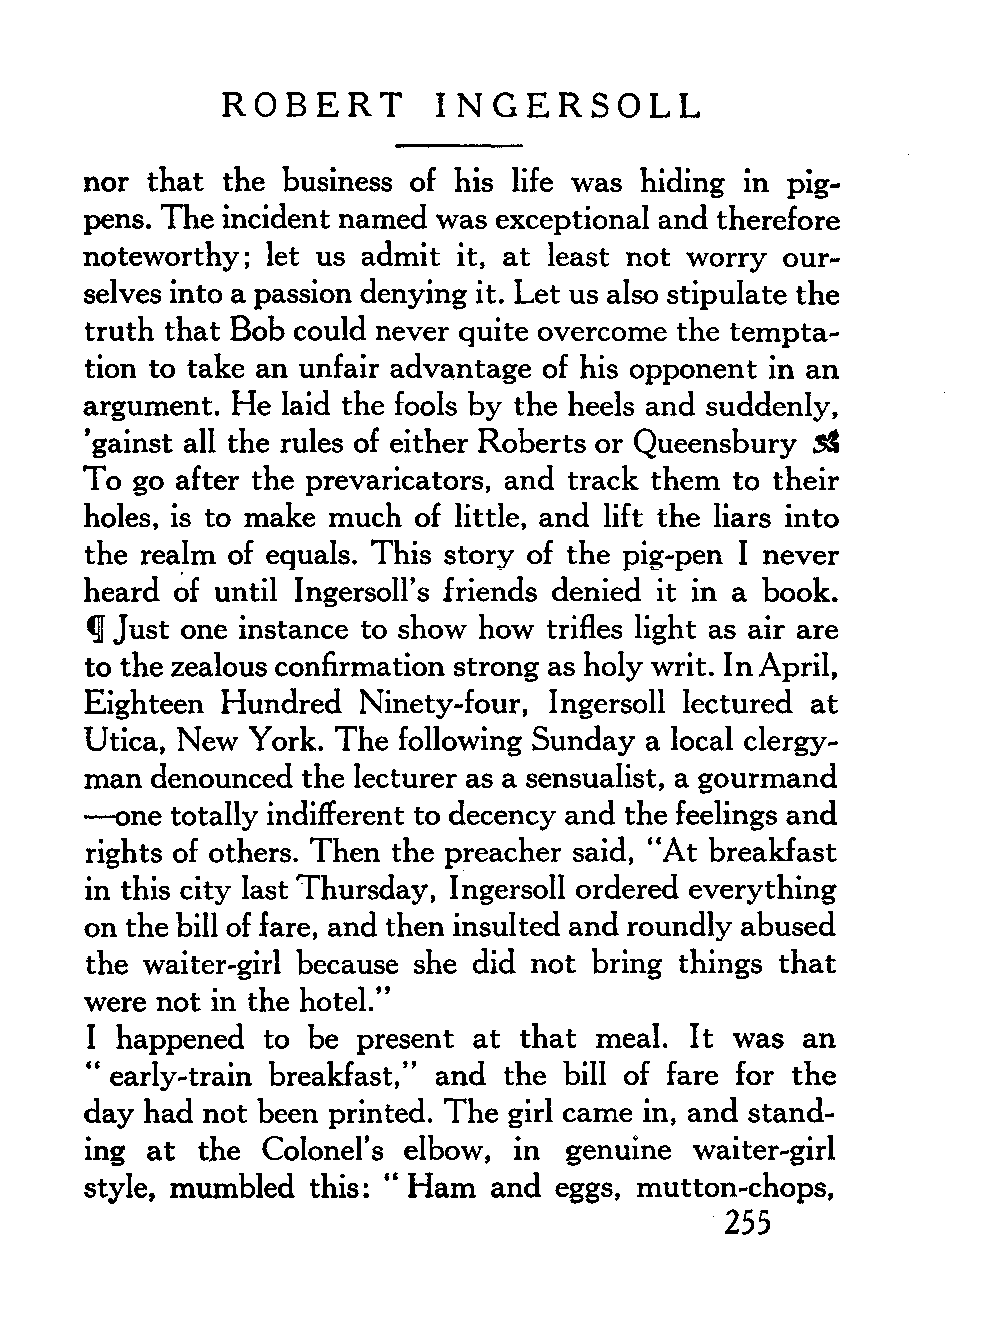 ROBERT INGERSOLL
nor that the business of his life was hiding in pig-
pens. The incident named was exceptional and therefore
noteworthy; let us admit it, at least not worry our-
selves into a passion denying it. Let us also stipulate the
truth that Bob could never quite overcome the tempta-
tion to take an unfair advantage of his opponent in an
argument. He laid the fools by the heels and suddenly,
'gainst all the rules of either Roberts or Queensbury
To go after the prevaricators, and track them to their
holes, is to make much of little, and lift the liars into
the realm of equals. This story of the pig-pen I never
heard of until Ingersoll's friends denied it in a book.
¶ Just one instance to show how trifles light as air are
to the zealous confirmation strong as holy writ. In April,
Eighteen Hundred Ninety-four, Ingersoll lectured at
Utica, New York. The following Sunday a local clergy-
man denounced the lecturer as a sensualist, a gourmand
—one totally indifferent to decency and the feelings and
rights of others. Then the preacher said, "At breakfast
in this city last Thursday, Ingersoll ordered everything
on the bill of fare, and then insulted and roundly abused
the waiter-girl because she did not bring things that
were not in the hotel."
I happened to be present at that meal. It was an
" early-train breakfast," and the bill of fare for the
day had not been printed. The girl came in, and stand-
ing at the Colonel's elbow, in genuine waiter-girl
style, mumbled this: " Ham and eggs, mutton-chops,
255